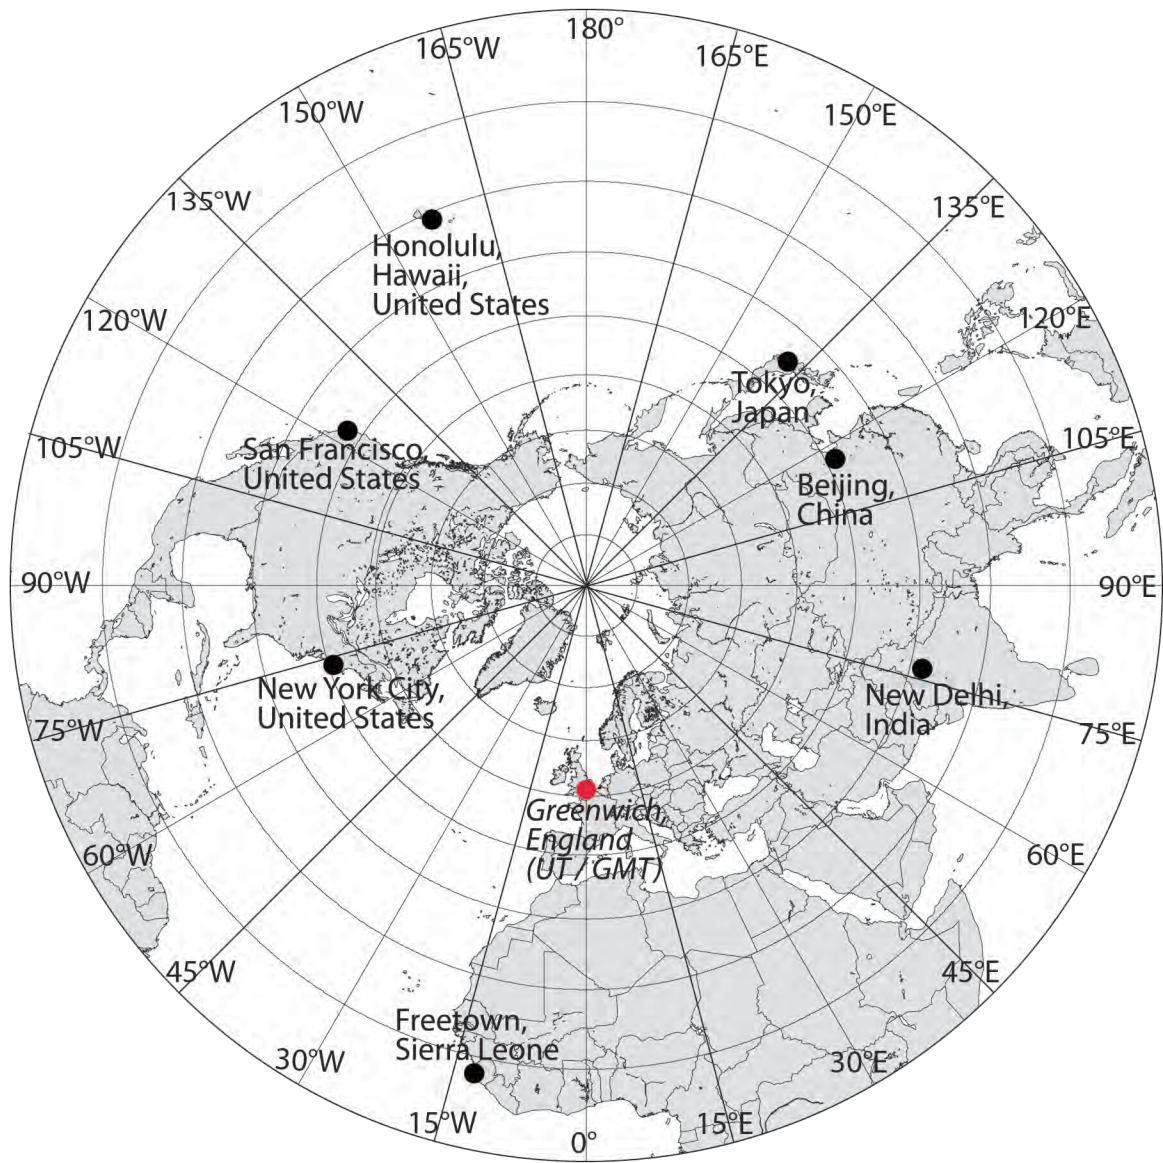 180°
165°W
165°E
150°W
150°E
135°W
135°E
Honolulu,
Hawaii,
United States
120°W
120°E
Tokyo,
Japan
105°W
105°E
San Francisco,
United States
Beijing,
China
90°W
90°E
New York City,
United States
New Delhi,
India
75°W
75°E
Greenwich,
England
(UT / GMT)
60°W
60°E
45°W
45°E
Freetown,
Sierra Leone
30°W
30°E
15°W
15°E
0°